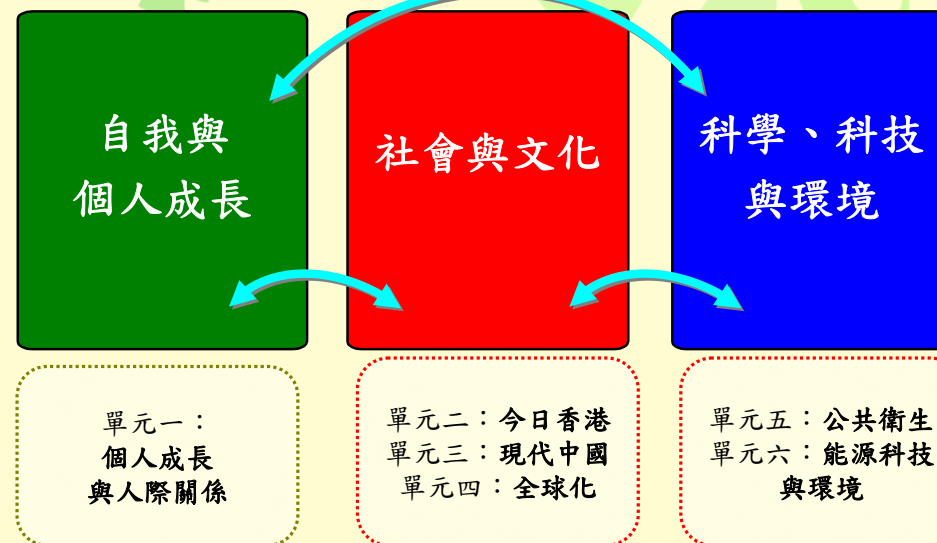 自我與
個人成長
社會與文化
科學、科技
與環境
單元一：
個人成長
與人際關係
單元二：今日香港
單元三：現代中國
單元四：全球化
單元五：公共衛生
單元六：能源科技
與環境